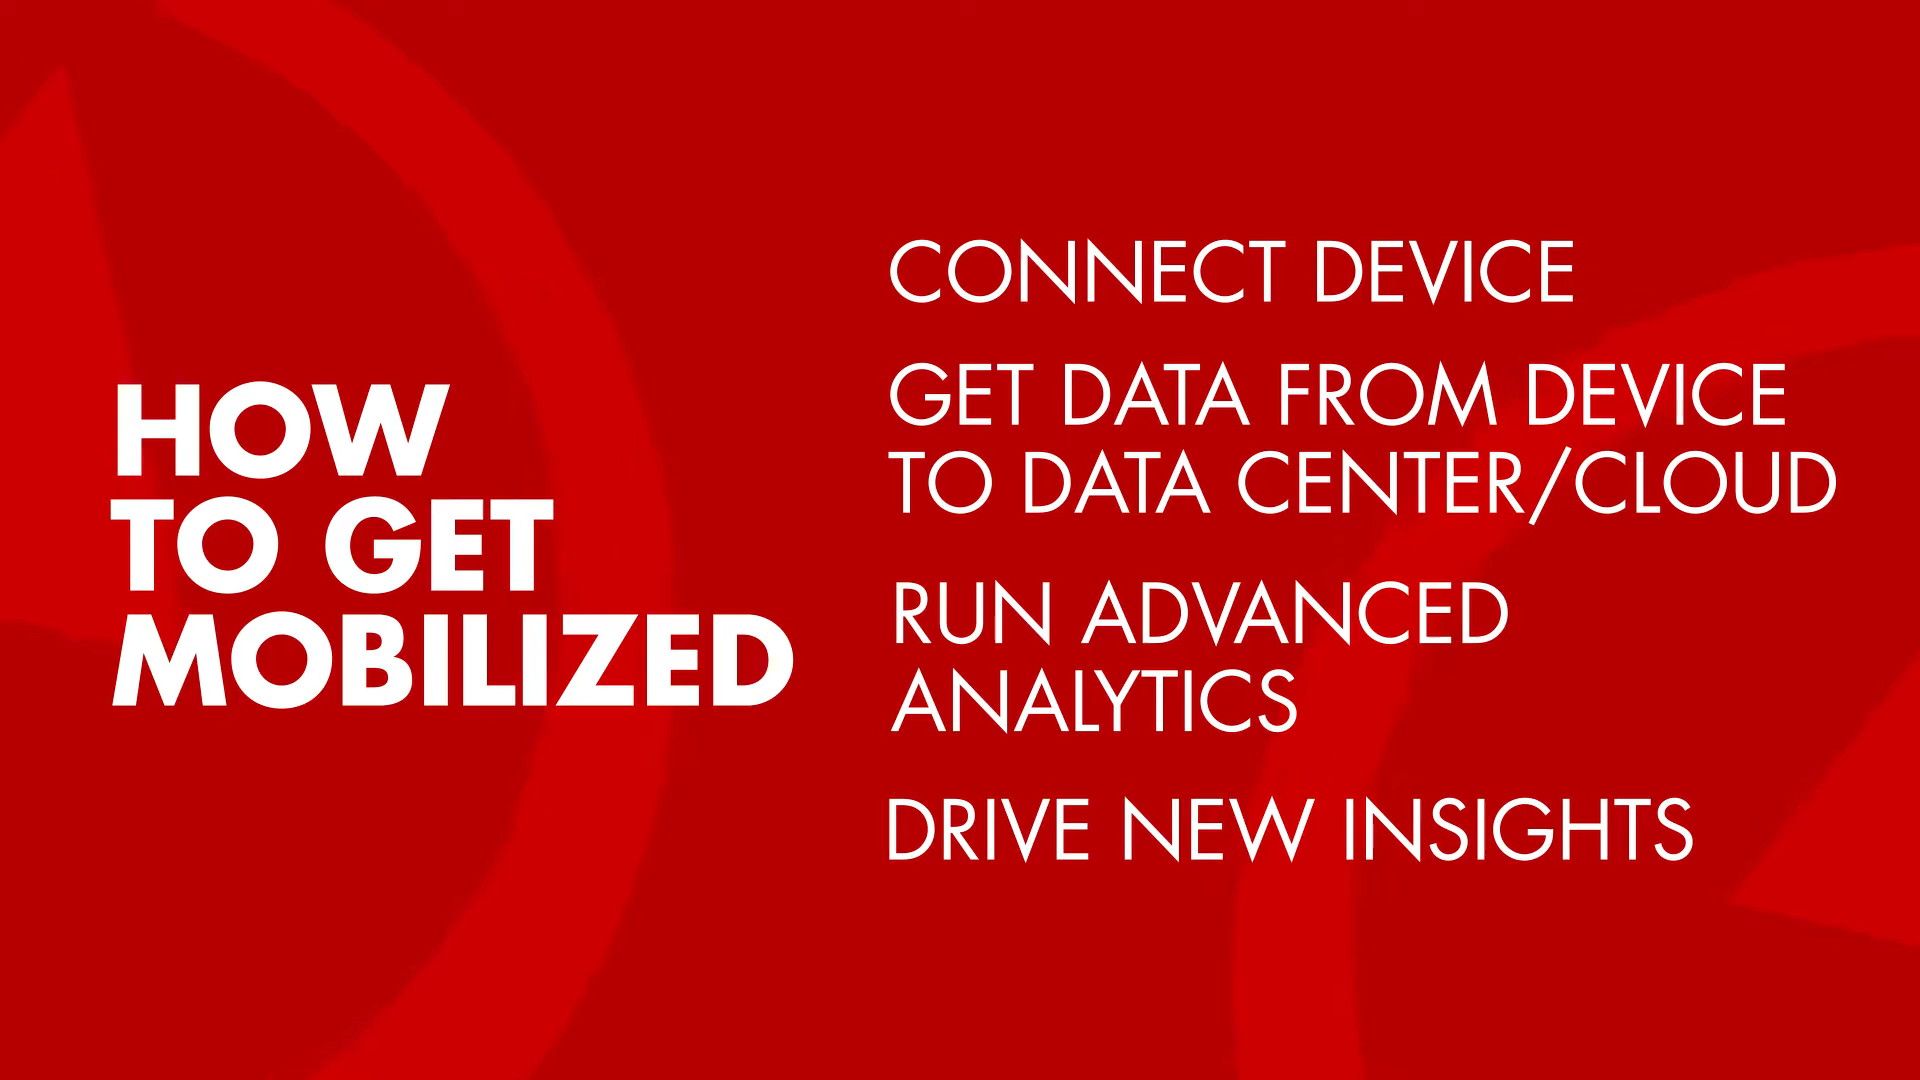 HOW
TO GET
MOBILIZED
CONNECT DEVICE
GET DATA FROM DEVICE
TO DATA CENTER/CLOUD
RUN ADVANCED
ANALYTICS
DRIVE NEW INSIGHTS